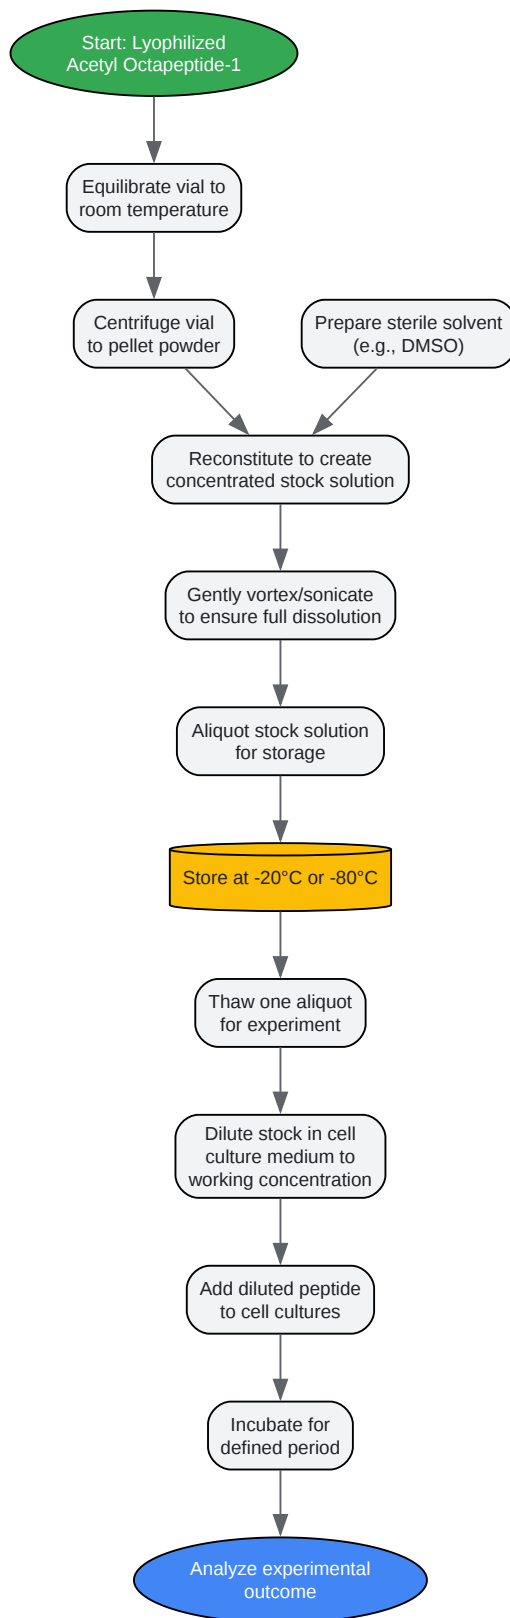 Start: Lyophilized
Acetyl Octapeptide-1
Equilibrate vial to
room temperature
Centrifuge vial
to pellet powder
Prepare sterile solvent
(e.g., DMSO)
Reconstitute to create
concentrated stock solution
Gently vortex/sonicate
to ensure full dissolution
Aliquot stock solution
for storage
Store at -20°C or -80°C
Thaw one aliquot
for experiment
Dilute stock in cell
culture medium to
working concentration
Add diluted peptide
to cell cultures
Incubate for
defined period
Analyze experimental
outcome